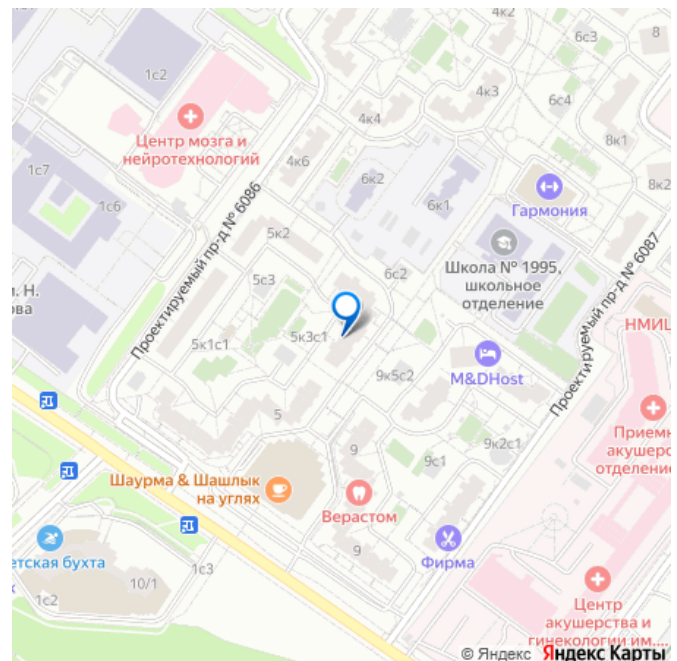 4к2
6с3
8
1с2
4к3
6с4
4к4
8к1
Центр мозга и
нейротехнологий
4к6
1с7
6к2
8к2
1с6
6к1
Гармония
Проектируемый пр-д № 6086
5к2
Школа № 1995,
школьное
отделение
6с2
5с3
Проектируемый пр-д № 6087
НМИЦ
5к3с1
5к1с1
9к5с2
M&DHost
5
Приемн
акушерс
отделение
9
9к2с1
9с1
Шаурма & Шашлык
на углях
Верастом
9
Фирма
етская бухта
1с3
10/1
1с2
Центр
акушерства и
гинекологии им....
© Яндекс Яндекс Карты